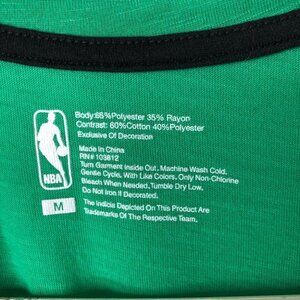 Body:65%Polyester 35% Rayon
Contrast: 60%Cotton 40%Polyester
Exclusive Of Decoration
Made in China
RN# 103812
Turn Garment Inside Out. Machine Wash Cold.
Gentle Cycle, With Like Colors, Only Non-Chlorine
Bleach When Needed,Tumble Dry Low,
Do Not Iron If Decorated.
The Indicia Depicted On This Product Are
Trademarks Of The Respective Team.
NBA
M